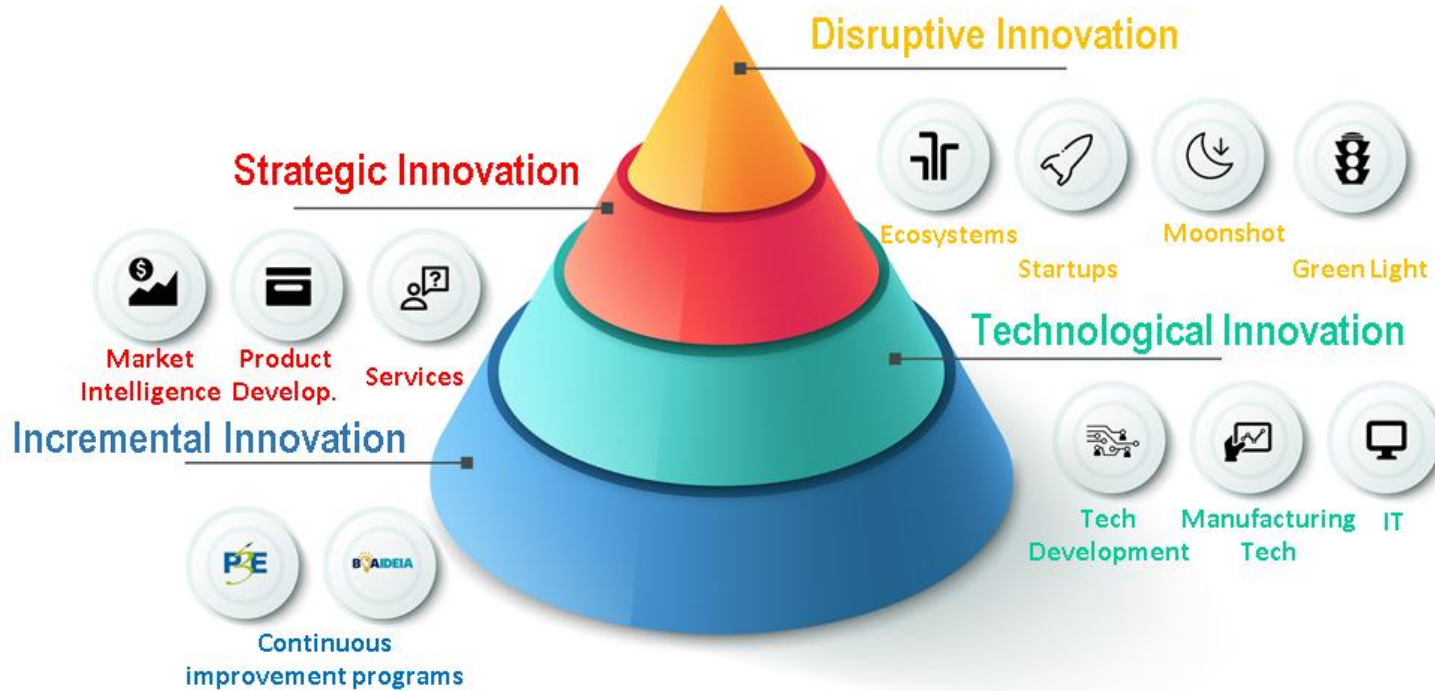 Disruptive Innovation
Ecosystems
Startups
Moonshot
Green Light
Strategic Innovation
Market
Intelligence
Product
Develop.
Services
Technological Innovation
Tech
Development
Manufacturing
Tech
IT
Incremental Innovation
P3E
BOAIDEIA
Continuous
improvement programs